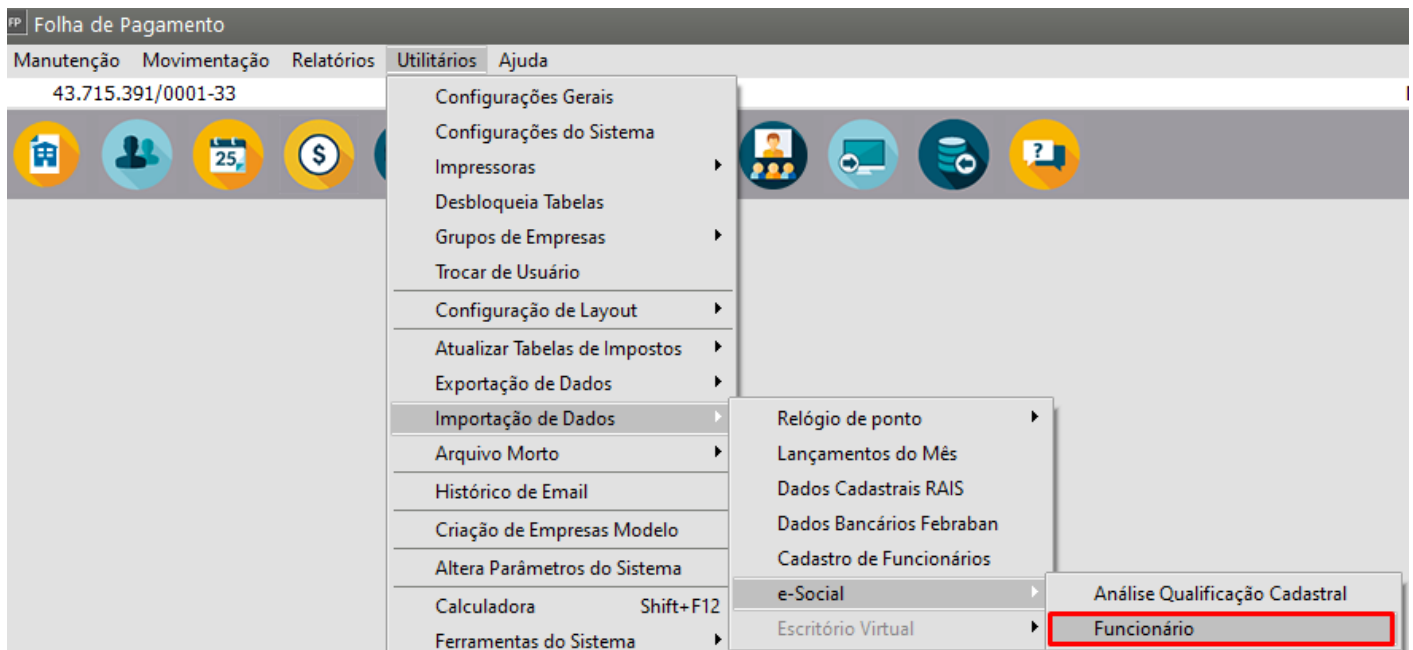 FP Folha de Pagamento
Manutenção Movimentação Relatórios Utilitários Ajuda
43.715.391/0001-33
25
$
?
Configurações Gerais
Configurações do Sistema
Impressoras
Desbloqueia Tabelas
Grupos de Empresas
Trocar de Usuário
Configuração de Layout
Atualizar Tabelas de Impostos
Exportação de Dados
Importação de Dados
Arquivo Morto
Histórico de Email
Criação de Empresas Modelo
Altera Parâmetros do Sistema
Calculadora Shift+F12
Ferramentas do Sistema
Relógio de ponto
Lançamentos do Mês
Dados Cadastrais RAIS
Dados Bancários Febraban
Cadastro de Funcionários
e-Social
Escritório Virtual
Análise Qualificação Cadastral
Funcionário